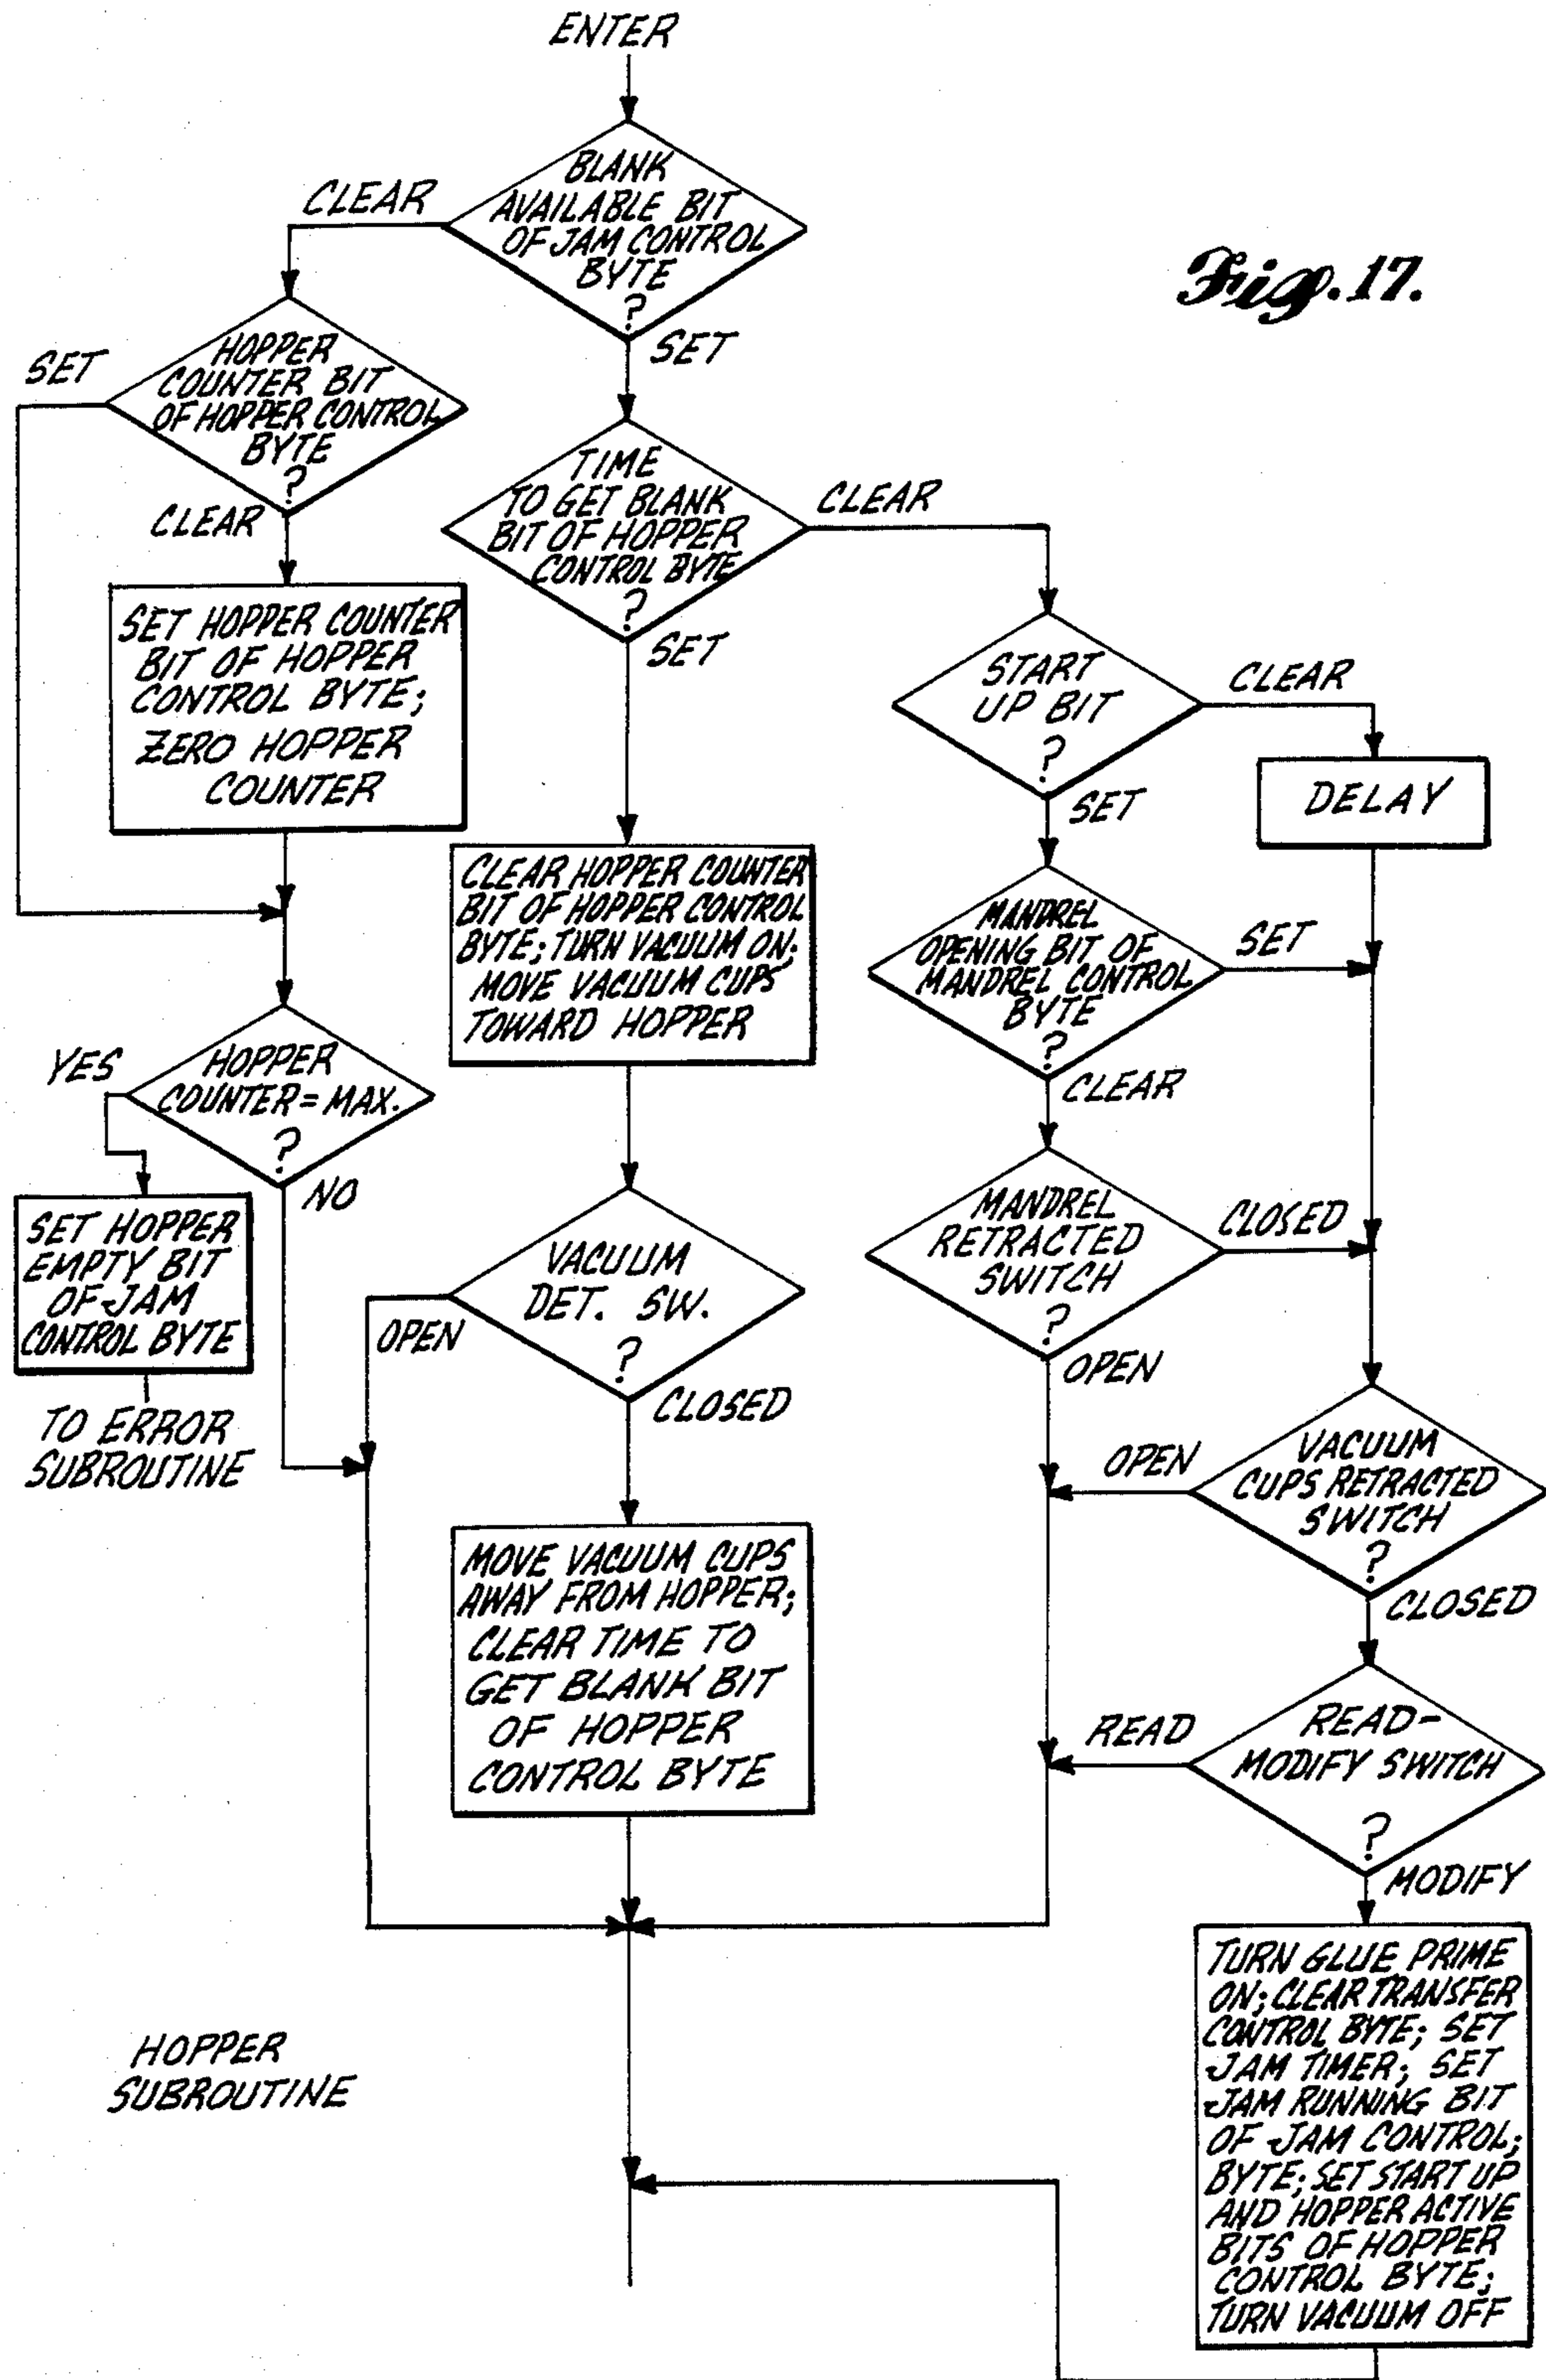 ENTER
BLANK
AVAILABLE BIT
OF JAM CONTROL
BYTE
?
CLEAR
SET
Fig. 17.
HOPPER
COUNTER BIT
OF HOPPER CONTROL
BYTE
?
SET
CLEAR
TIME
TO GET BLANK
BIT OF HOPPER
CONTROL BYTE
?
CLEAR
SET
SET HOPPER COUNTER
BIT OF HOPPER
CONTROL BYTE;
ZERO HOPPER
COUNTER
START
UP BIT
?
CLEAR
SET
DELAY
CLEAR HOPPER COUNTER
BIT OF HOPPER CONTROL
BYTE; TURN VACUUM ON;
MOVE VACUUM CUPS
TOWARD HOPPER
MANDREL
OPENING BIT OF
MANDREL CONTROL
BYTE
?
SET
CLEAR
HOPPER
COUNTER = MAX.
?
YES
NO
SET HOPPER
EMPTY BIT
OF JAM
CONTROL BYTE
TO ERROR
SUBROUTINE
VACUUM
DET. SW.
?
OPEN
CLOSED
MANDREL
RETRACTED
SWITCH
?
CLOSED
OPEN
VACUUM
CUPS RETRACTED
SWITCH
?
OPEN
CLOSED
MOVE VACUUM CUPS
AWAY FROM HOPPER;
CLEAR TIME TO
GET BLANK BIT
OF HOPPER
CONTROL BYTE
READ-
MODIFY SWITCH
?
READ
MODIFY
TURN GLUE PRIME
ON; CLEAR TRANSFER
CONTROL BYTE; SET
JAM TIMER; SET
JAM RUNNING BIT
OF JAM CONTROL;
BYTE; SET START UP
AND HOPPER ACTIVE
BITS OF HOPPER
CONTROL BYTE;
TURN VACUUM OFF
HOPPER
SUBROUTINE